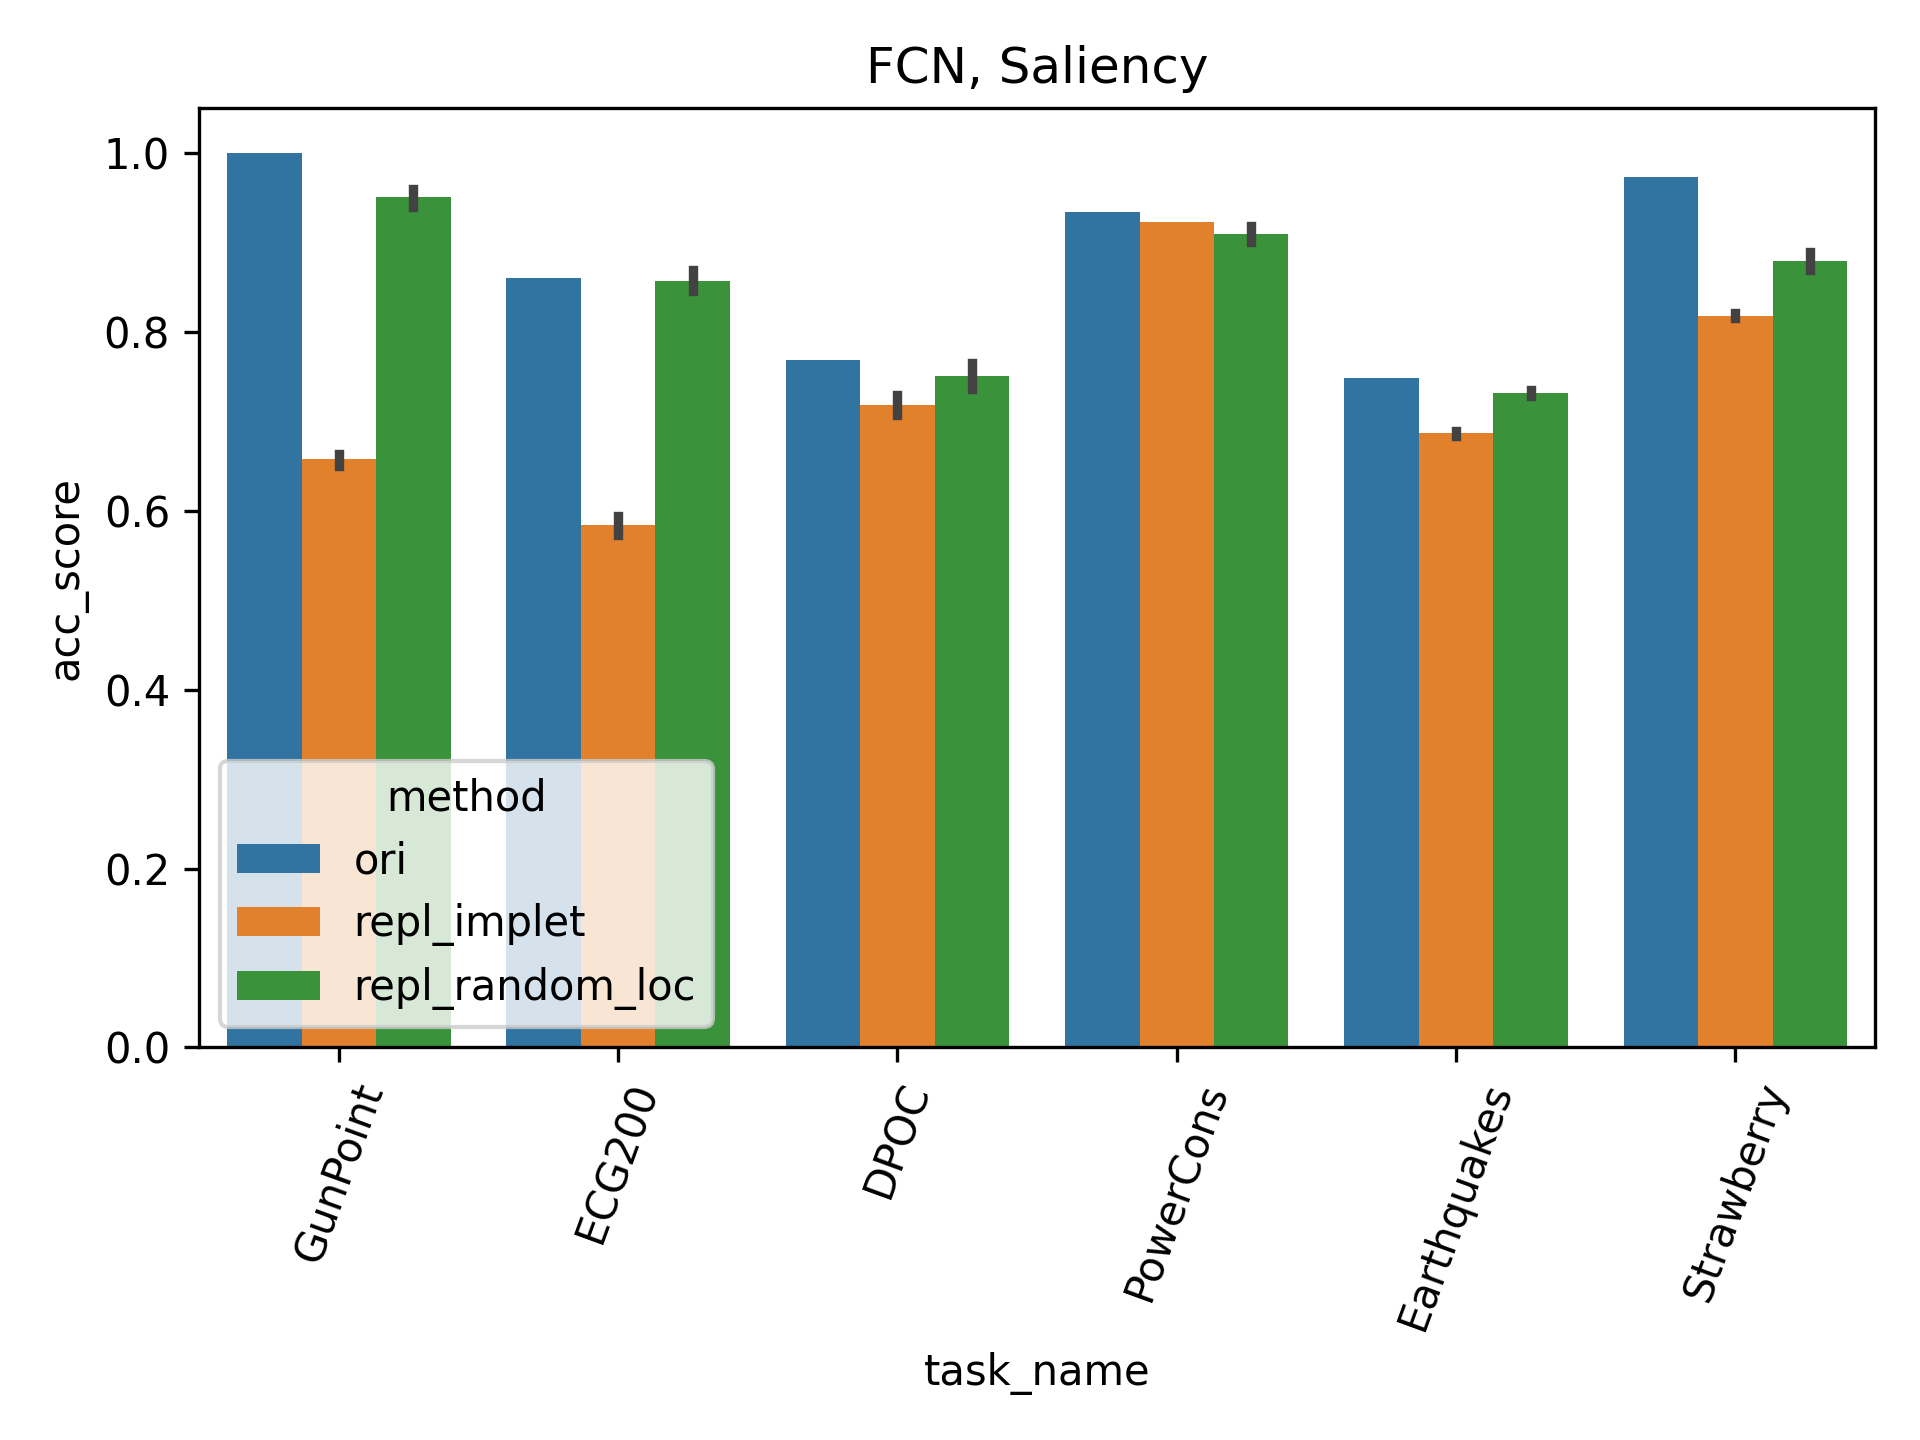 FCN, Saliency
acc_score
1.0
0.8
0.6
0.4
0.2
0.0
method
ori
repl_implet
repl_random_loc
GunPoint
ECG200
DPOC
PowerCons
Earthquakes
Strawberry
task_name